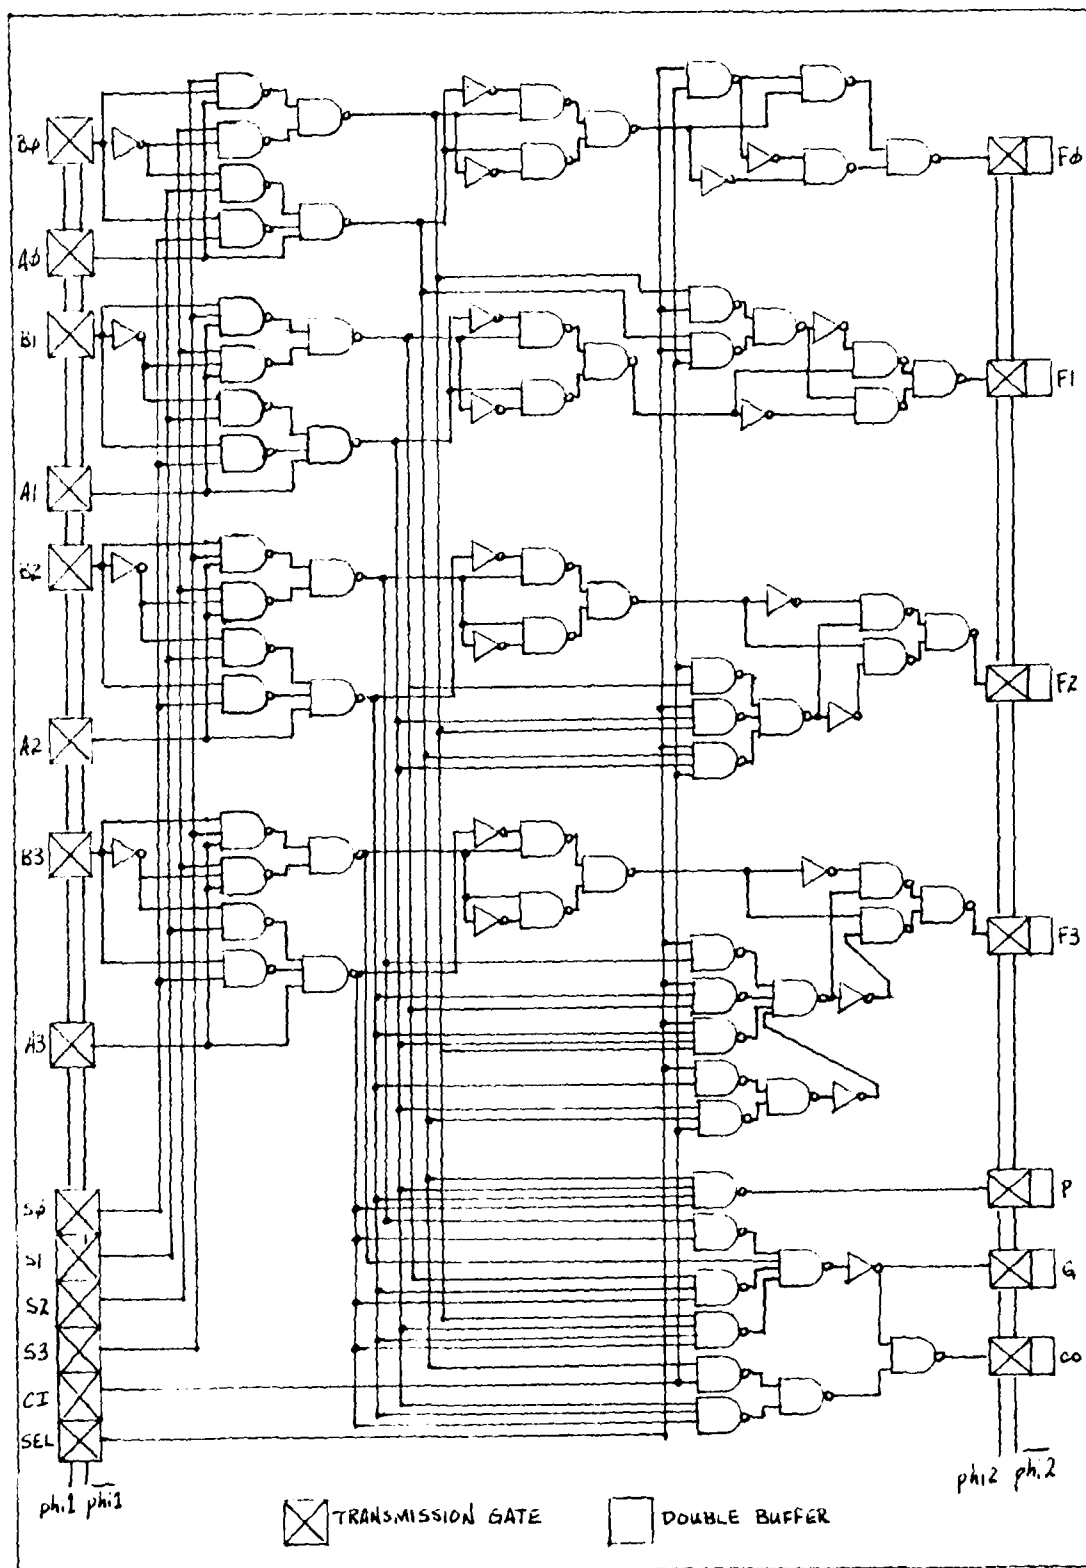 Bφ
Fφ
Aφ
B1
F1
A1
B2
F2
A2
B3
F3
A3
Sφ
P
S1
G
S2
S3
CO
CI
SEL
phi1 phi1
phi2 phi2
TRANSMISSION GATE
DOUBLE BUFFER